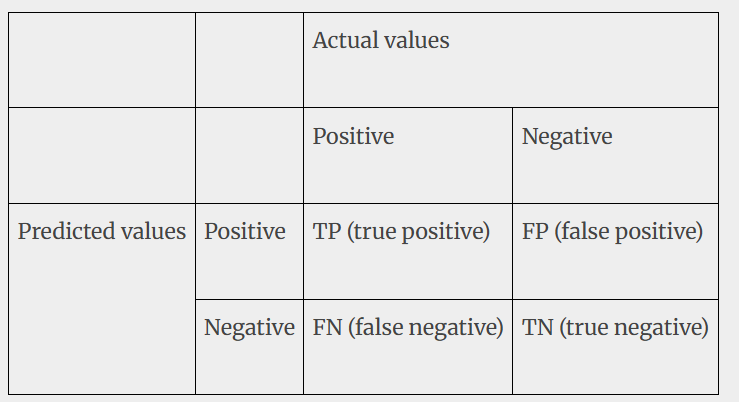 Actual values
Positive Negative
Predicted values Positive TP (true positive) FP (false positive)
Negative FN (false negative) TN (true negative)